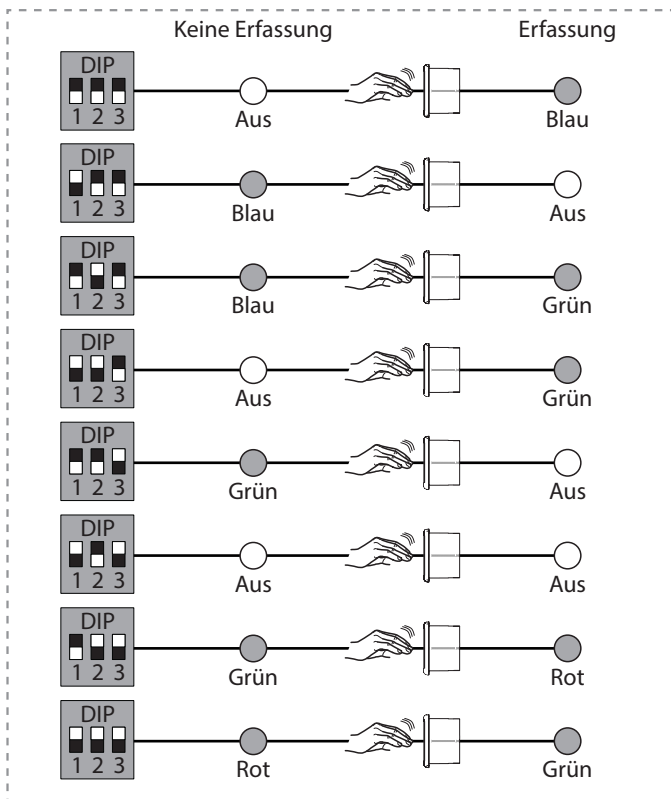 Keine Erfassung Erfassung
DIP
1 2 3
Aus Blau
DIP
1 2 3
Blau Aus
DIP
1 2 3
Blau Grün
DIP
1 2 3
Aus Grün
DIP
1 2 3
Grün Aus
DIP
1 2 3
Aus Aus
DIP
1 2 3
Grün Rot
DIP
1 2 3
Rot Grün